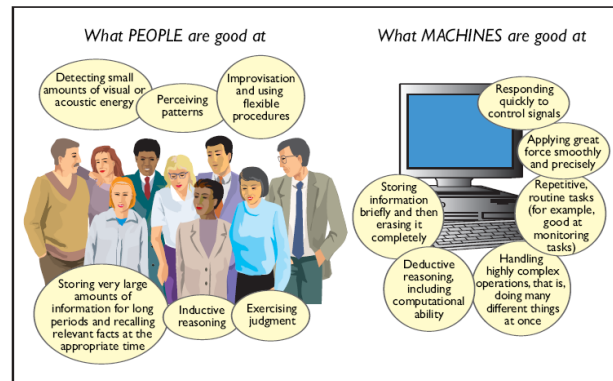 What PEOPLE are good at
Detecting small
amounts of visual or
acoustic energy
Perceiving
patterns
Improvisation
and using
flexible
procedures
Storing very large
amounts of
information for long
periods and recalling
relevant facts at the
appropriate time
Inductive
reasoning
Exercising
judgment
What MACHINES are good at
Responding
quickly to
control signals
Applying great
force smoothly
and precisely
Repetitive,
routine tasks
(for example,
good at
monitoring
tasks)
Storing
information
briefly and then
erasing it
completely
Deductive
reasoning,
including
computational
ability
Handling
highly complex
operations, that is,
doing many
different things
at once